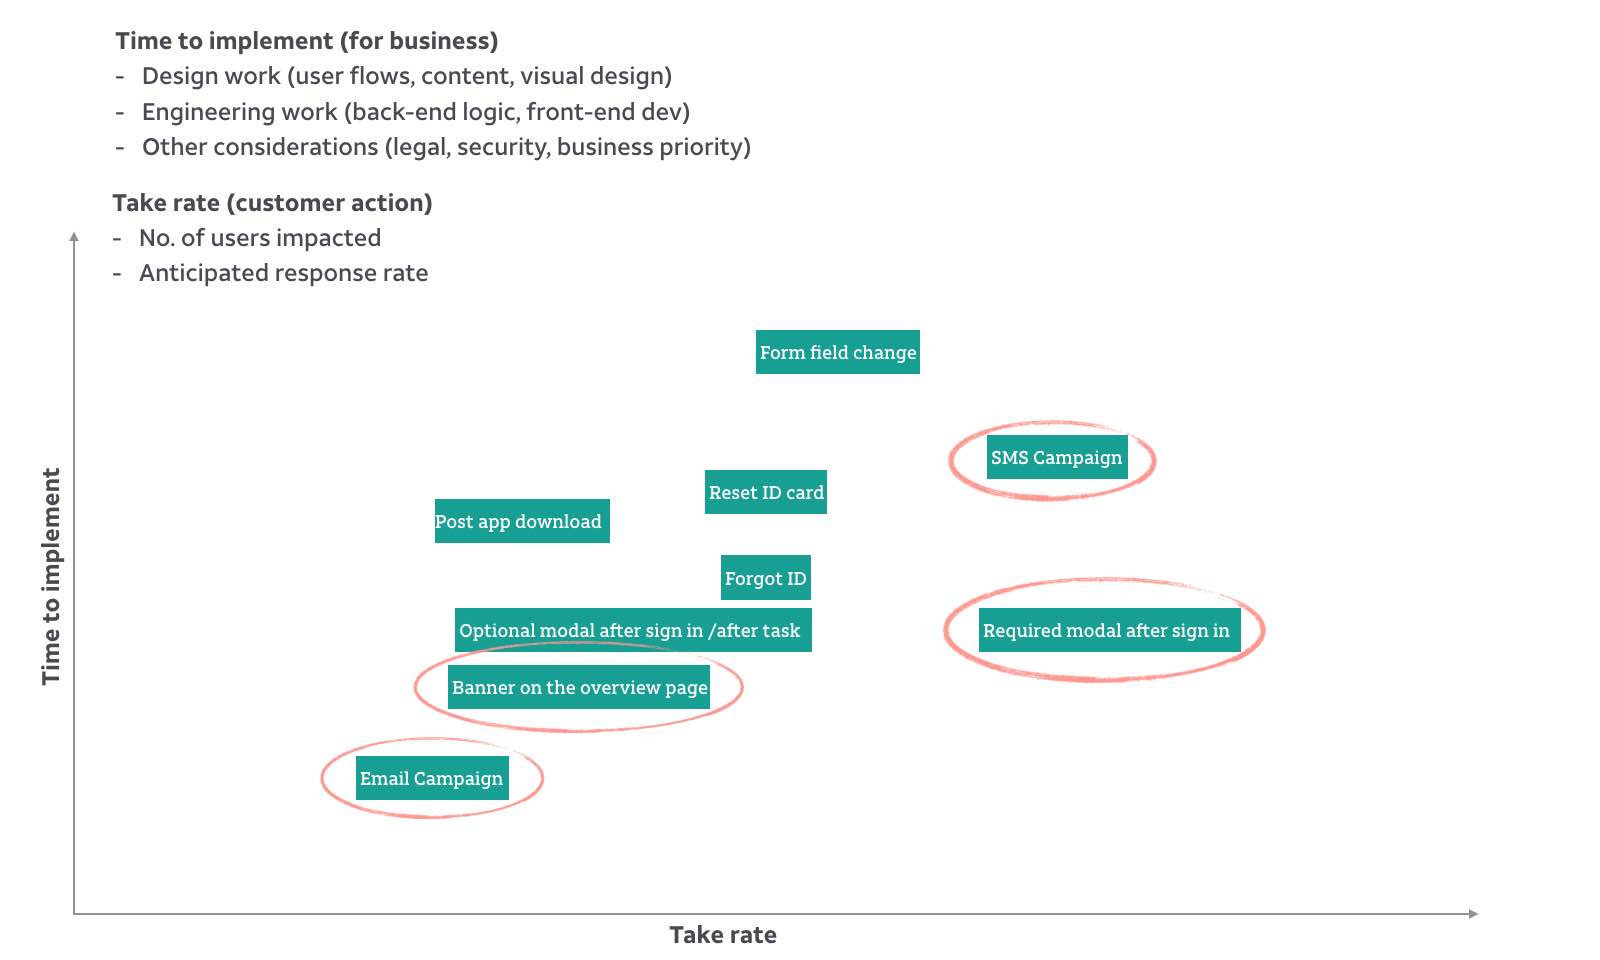 Time to implement (for business)
- Design work (user flows, content, visual design)
- Engineering work (back-end logic, front-end dev)
- Other considerations (legal, security, business priority)
Take rate (customer action)
- No. of users impacted
- Anticipated response rate
Form field change
SMS Campaign
Reset ID card
Post app download
Forgot ID
Optional modal after sign in /after task
Required modal after sign in
Banner on the overview page
Email Campaign
Time to implement
Take rate